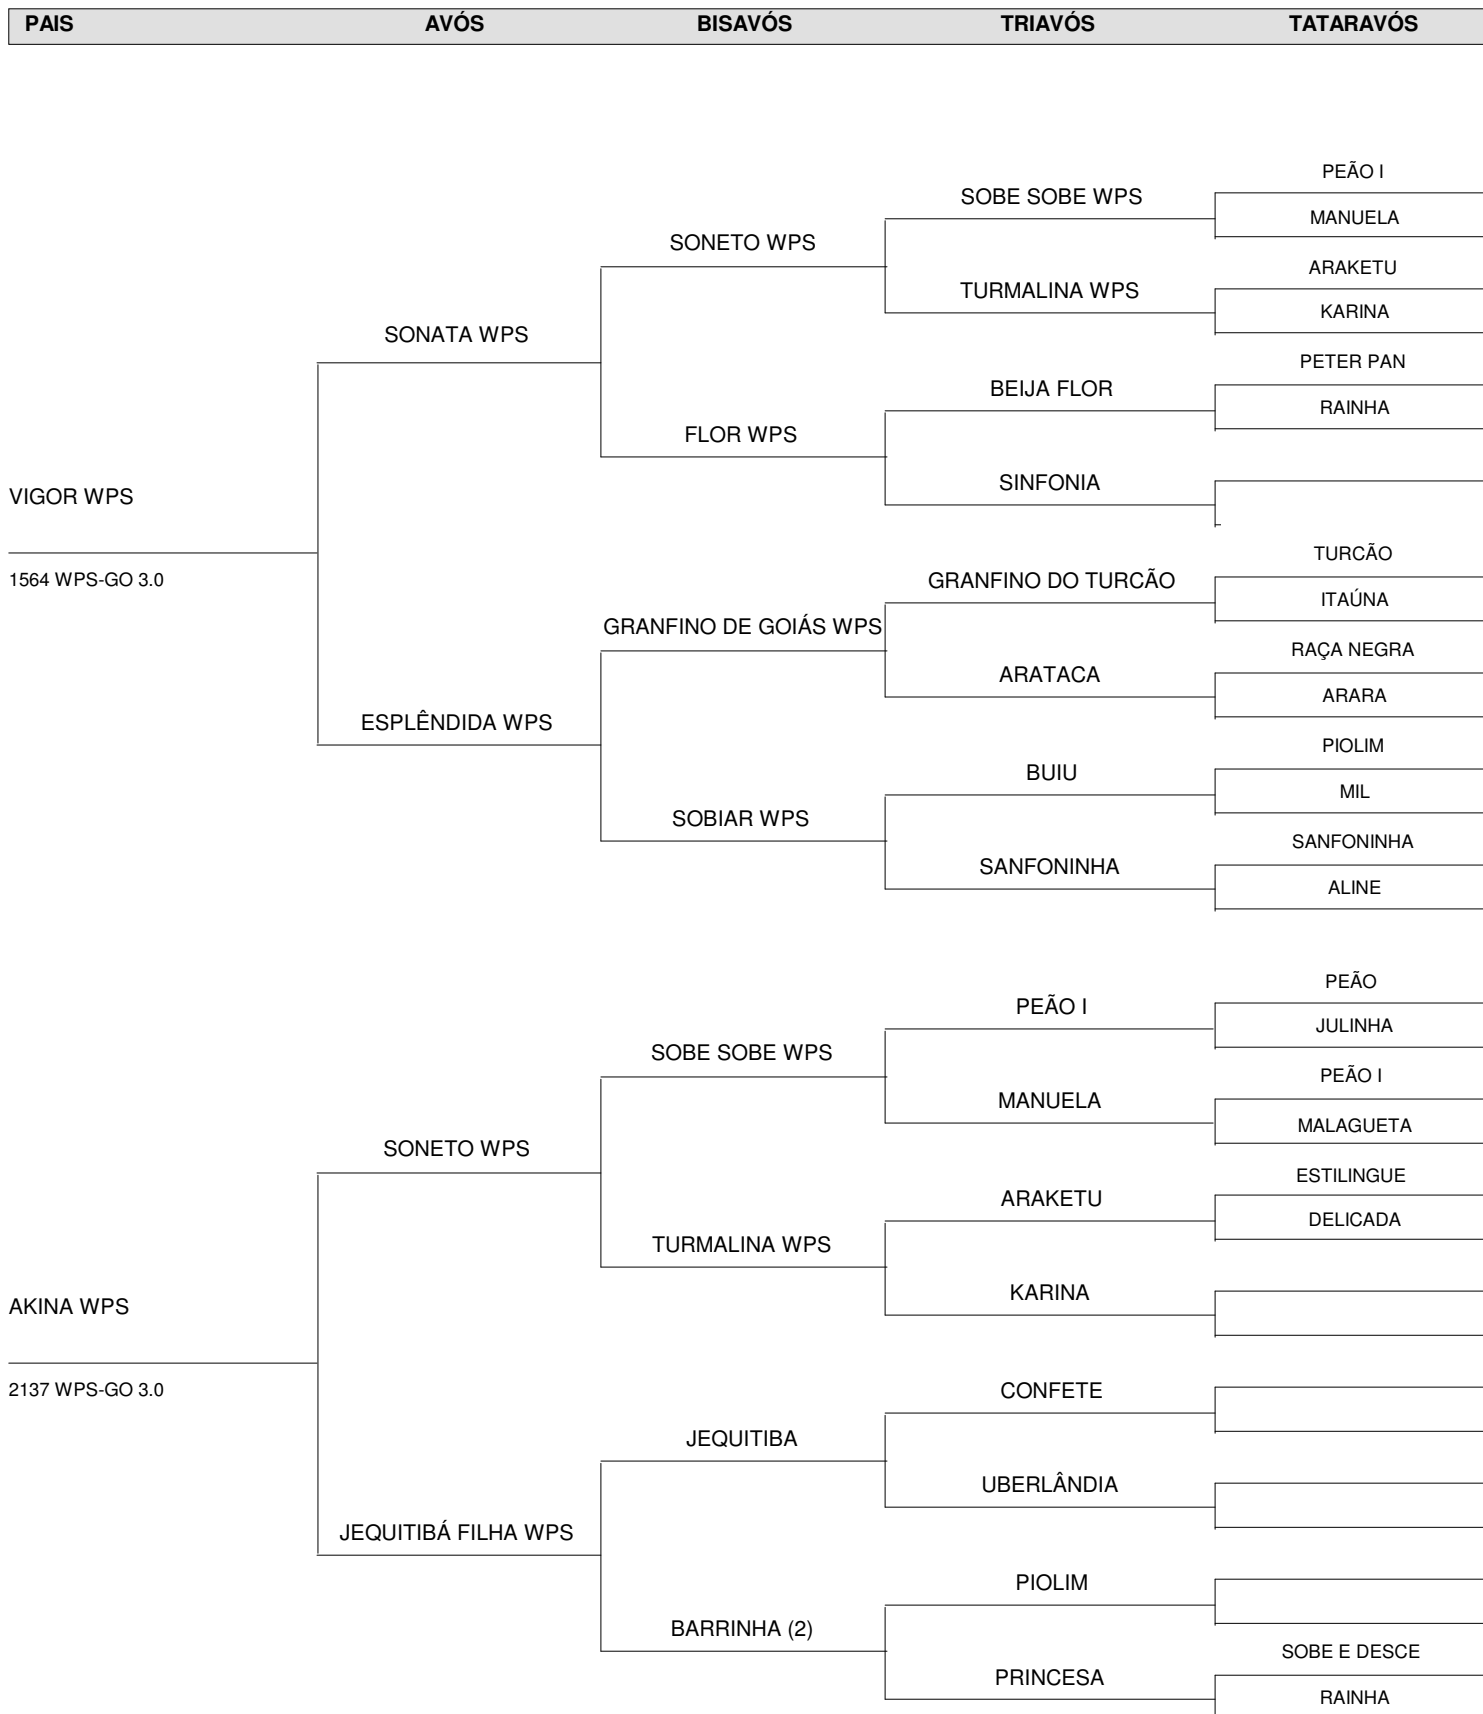 PAIS AVÓS BISAVÓS TRIAVÓS TATARAVÓS
PEÃO I
SOBE SOBE WPS
MANUELA
SONETO WPS
ARAKETU
TURMALINA WPS
KARINA
SONATA WPS
PETER PAN
BEIJA FLOR
RAINHA
FLOR WPS
SINFONIA
VIGOR WPS
TURCÃO
1564 WPS-GO 3.0
GRANFINO DO TURCÃO
ITAÚNA
GRANFINO DE GOIÁS WPS
RAÇA NEGRA
ARATACA
ARARA
ESPLÊNDIDA WPS
PIOLIM
BUIU
MIL
SOBIAR WPS
SANFONINHA
SANFONINHA
ALINE
PEÃO
PEÃO I
JULINHA
SOBE SOBE WPS
PEÃO I
MANUELA
MALAGUETA
SONETO WPS
ESTILINGUE
ARAKETU
DELICADA
TURMALINA WPS
KARINA
AKINA WPS
2137 WPS-GO 3.0
CONFETE
JEQUITIBA
UBERLÂNDIA
JEQUITIBÁ FILHA WPS
PIOLIM
BARRINHA (2)
SOBE E DESCE
PRINCESA
RAINHA